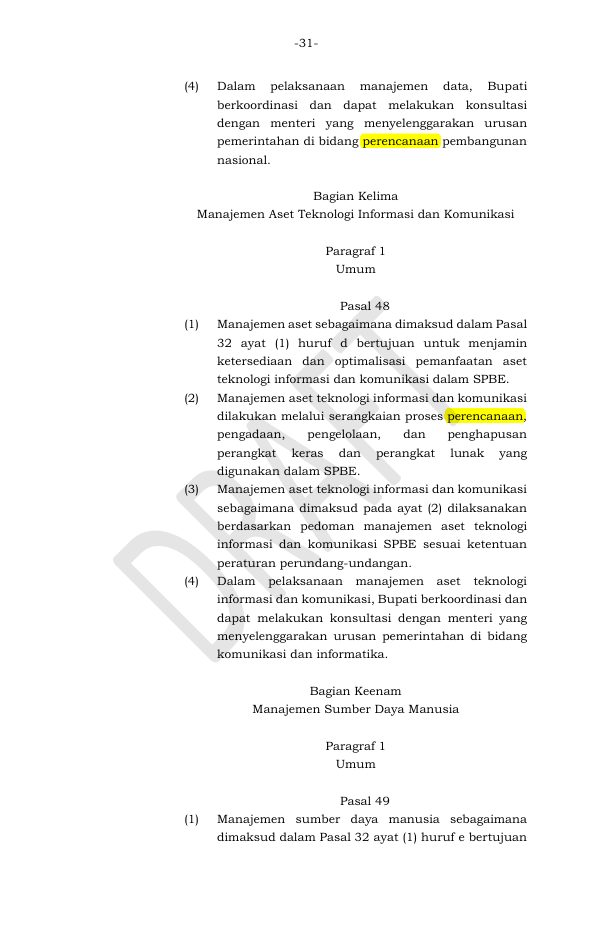 -31-
(4) Dalam pelaksanaan manajemen data, Bupati
berkoordinasi dan dapat melakukan konsultasi
dengan menteri yang menyelenggarakan urusan
pemerintahan di bidang perencanaan pembangunan
nasional.
Bagian Kelima
Manajemen Aset Teknologi Informasi dan Komunikasi
Paragraf 1
Umum
Pasal 48
(1) Manajemen aset sebagaimana dimaksud dalam Pasal
32 ayat (1) huruf d bertujuan untuk menjamin
ketersediaan dan optimalisasi pemanfaatan aset
teknologi informasi dan komunikasi dalam SPBE.
(2) Manajemen aset teknologi informasi dan komunikasi
dilakukan melalui serangkaian proses perencanaan,
pengadaan, pengelolaan, dan penghapusan
perangkat keras dan perangkat lunak yang
digunakan dalam SPBE.
(3) Manajemen aset teknologi informasi dan komunikasi
sebagaimana dimaksud pada ayat (2) dilaksanakan
berdasarkan pedoman manajemen aset teknologi
informasi dan komunikasi SPBE sesuai ketentuan
peraturan perundang-undangan.
(4) Dalam pelaksanaan manajemen aset teknologi
informasi dan komunikasi, Bupati berkoordinasi dan
dapat melakukan konsultasi dengan menteri yang
menyelenggarakan urusan pemerintahan di bidang
komunikasi dan informatika.
Bagian Keenam
Manajemen Sumber Daya Manusia
Paragraf 1
Umum
Pasal 49
(1) Manajemen sumber daya manusia sebagaimana
dimaksud dalam Pasal 32 ayat (1) huruf e bertujuan
DRAFT